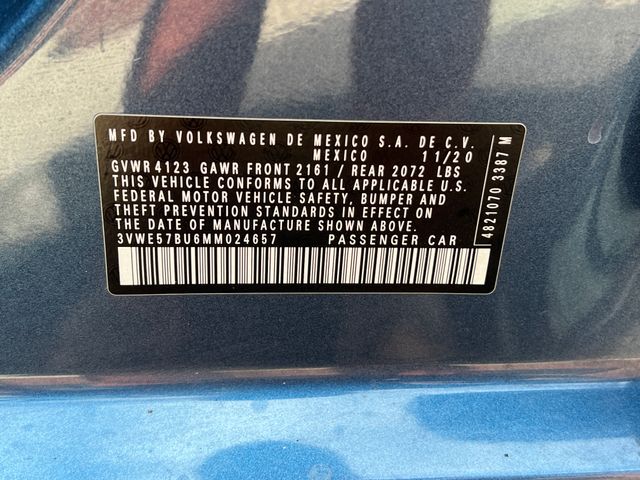 MFD BY VOLKSWAGEN DE MEXICO S.A. DE C.V.
MEXICO 11/20
GVWR 4123 GAWR FRONT 2161 / REAR 2072 LBS
THIS VEHICLE CONFORMS TO ALL APPLICABLE U.S.
FEDERAL MOTOR VEHICLE SAFETY, BUMPER AND
THEFT PREVENTION STANDARDS IN EFFECT ON
THE DATE OF MANUFACTURE SHOWN ABOVE.
3VWE57BU6MM024657 PASSENGER CAR
4821070 3387 M